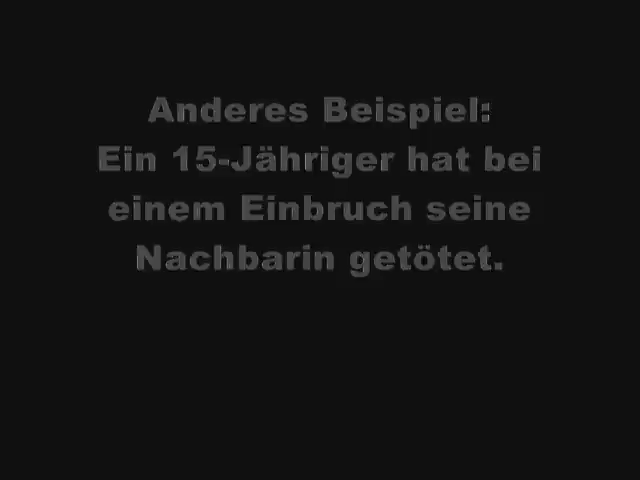 Anderes Beispiel:
Ein 15-Jähriger hat bei
einem Einbruch seine
Nachbarin getötet.